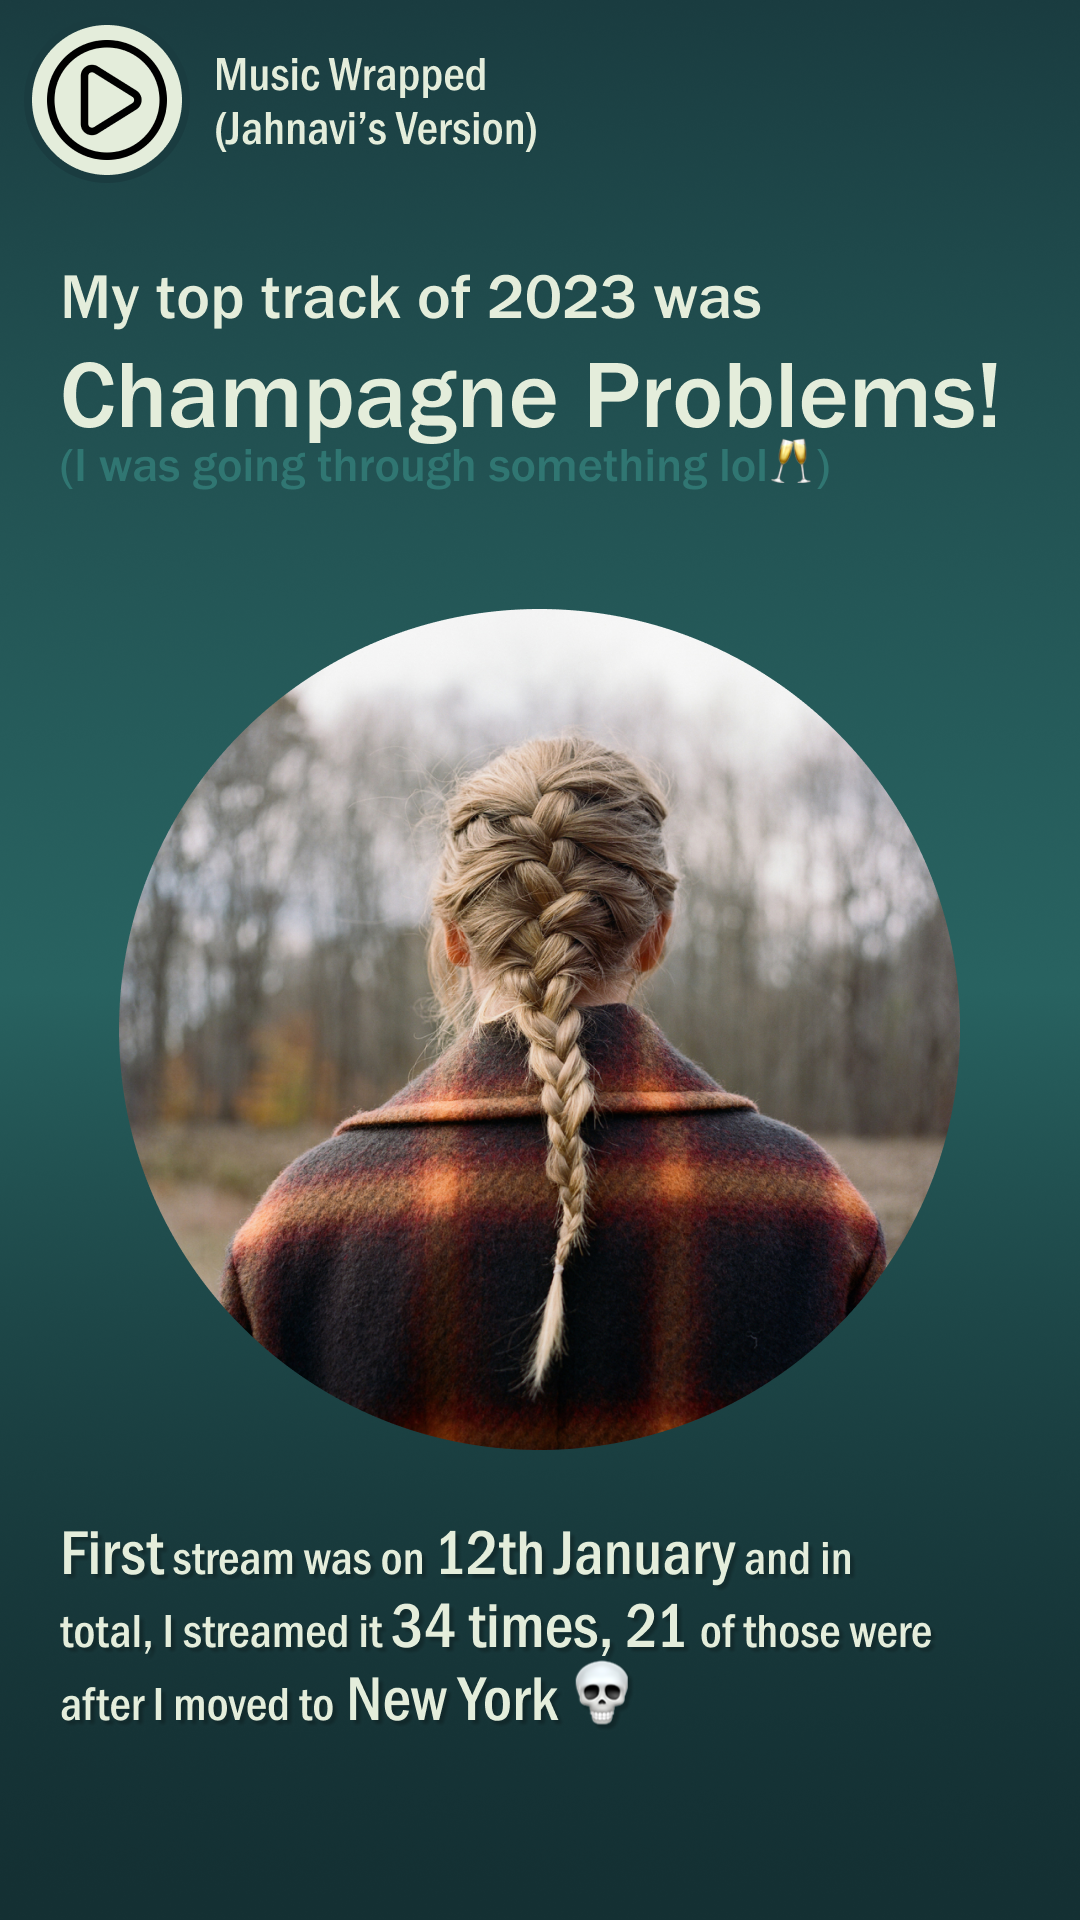 Music Wrapped
(Jahnavi’s Version)
My top track of 2023 was
Champagne Problems!
(I was going through something lol🥂)
First stream was on 12th January and in
total, I streamed it 34 times, 21 of those were
after I moved to New York 💀